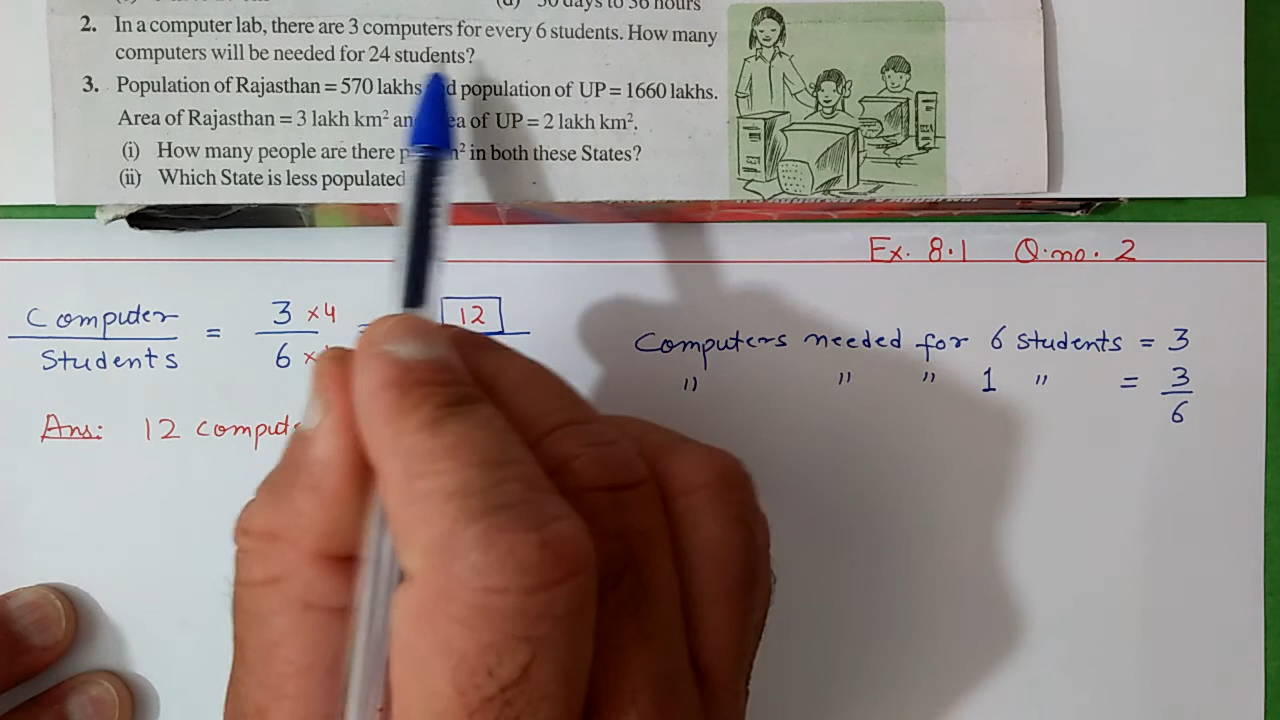 (d) 30 days to 36 hours
2. In a computer lab, there are 3 computers for every 6 students. How many
computers will be needed for 24 students?
3. Population of Rajasthan = 570 lakhs population of UP = 1660 lakhs.
Area of Rajasthan = 3 lakh km² of UP = 2 lakh km².
(i) How many people are there in both these States?
(ii) Which State is less populated
Ex. 8.1 Q.no. 2
Computer
Students
= 3 ×4
6 ×
=
12
Ans: 12
Computers needed for 6 students = 3
" " " 1 " = 3
6